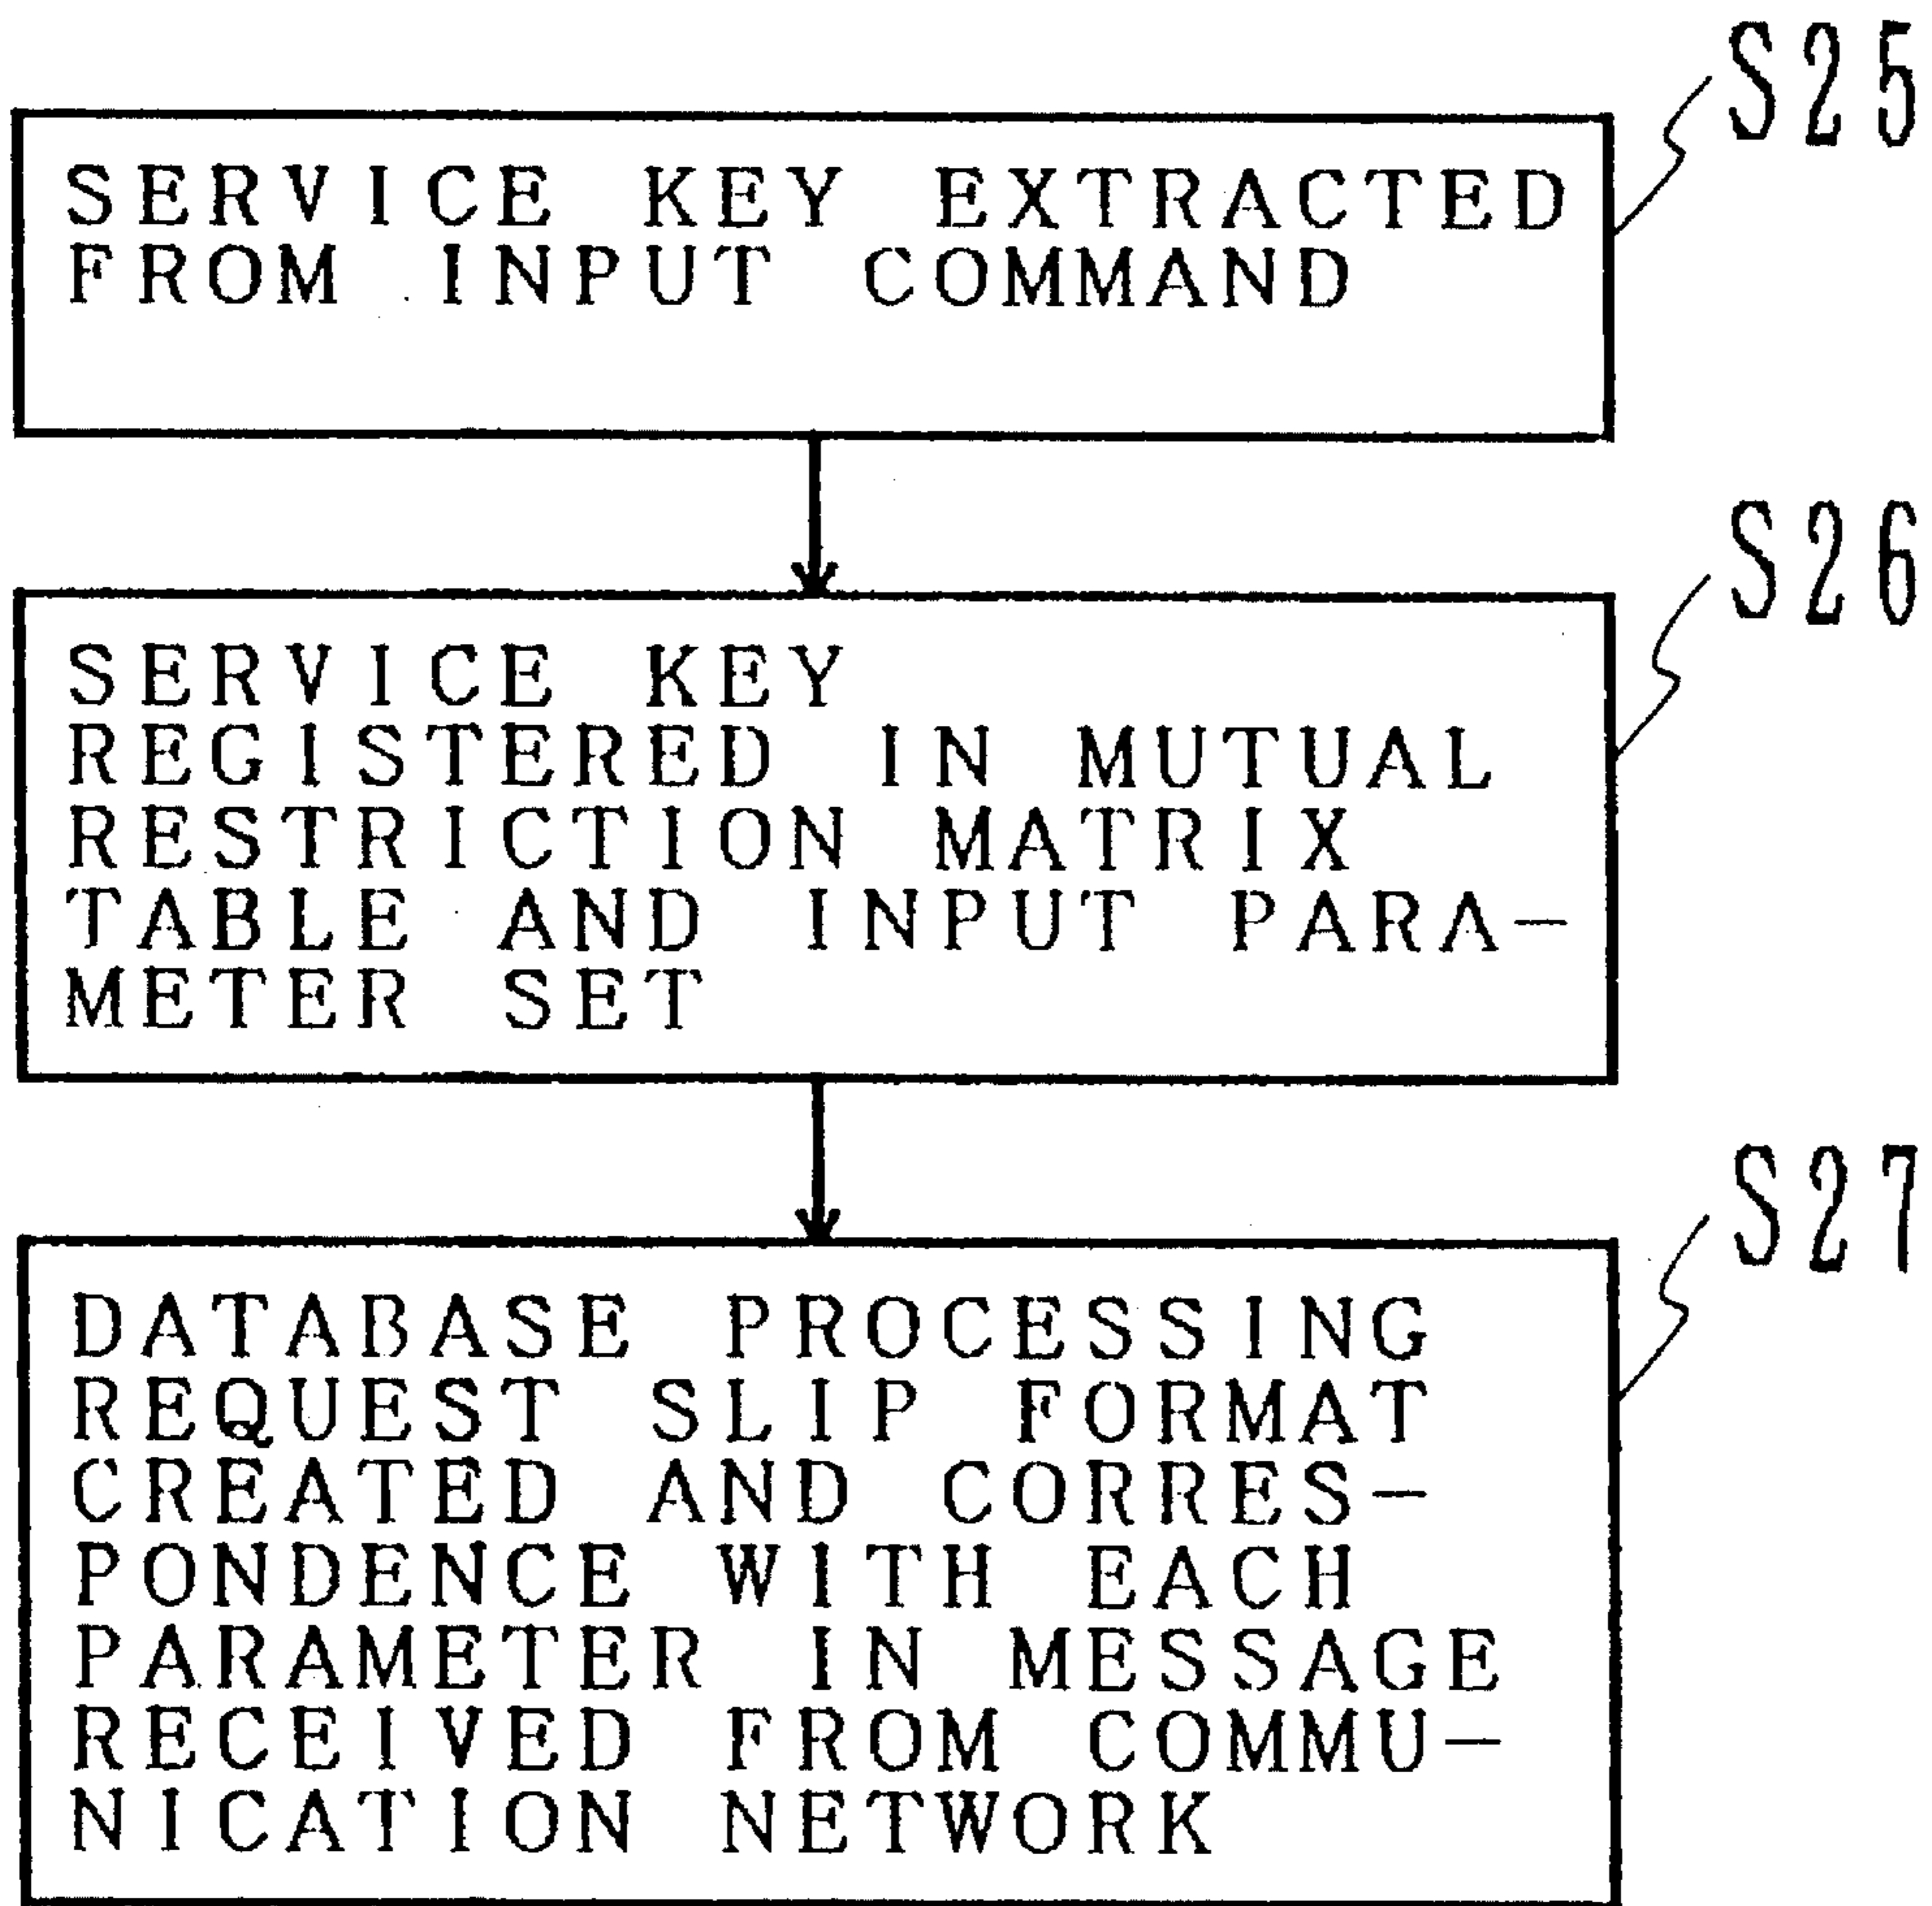 S25
SERVICE KEY EXTRACTED
FROM INPUT COMMAND
S26
SERVICE KEY
REGISTERED IN MUTUAL
RESTRICTION MATRIX
TABLE AND INPUT PARA-
METER SET
S27
DATABASE PROCESSING
REQUEST SLIP FORMAT
CREATED AND CORRES-
PONDENCE WITH EACH
PARAMETER IN MESSAGE
RECEIVED FROM COMMU-
NICATION NETWORK